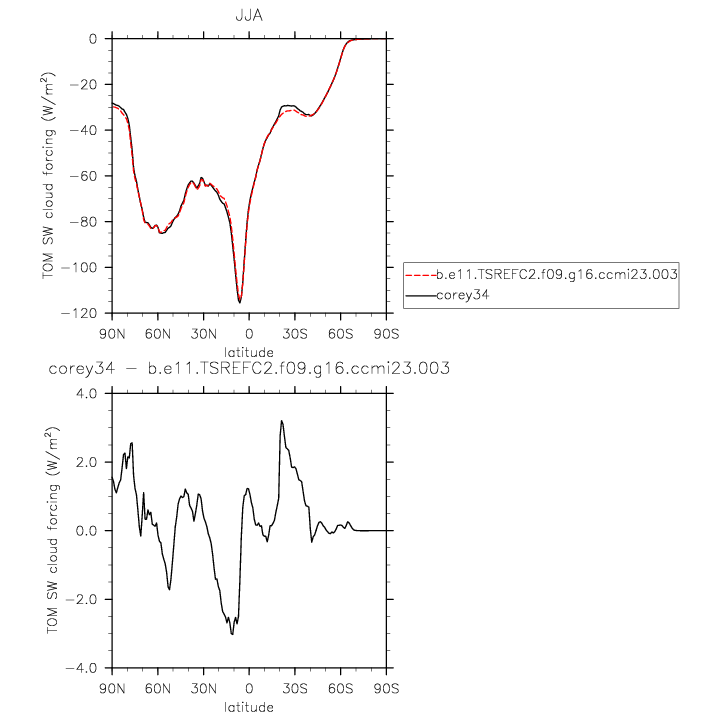 JJA
TOM SW cloud forcing (W/m²)
0
−20
−40
−60
−80
−100
−120
90N 60N 30N 0 30S 60S 90S
latitude
b.e11.TSREFC2.f09.g16.ccmi23.003
corey34
corey34 − b.e11.TSREFC2.f09.g16.ccmi23.003
TOM SW cloud forcing (W/m²)
4.0
2.0
0.0
−2.0
−4.0
90N 60N 30N 0 30S 60S 90S
latitude